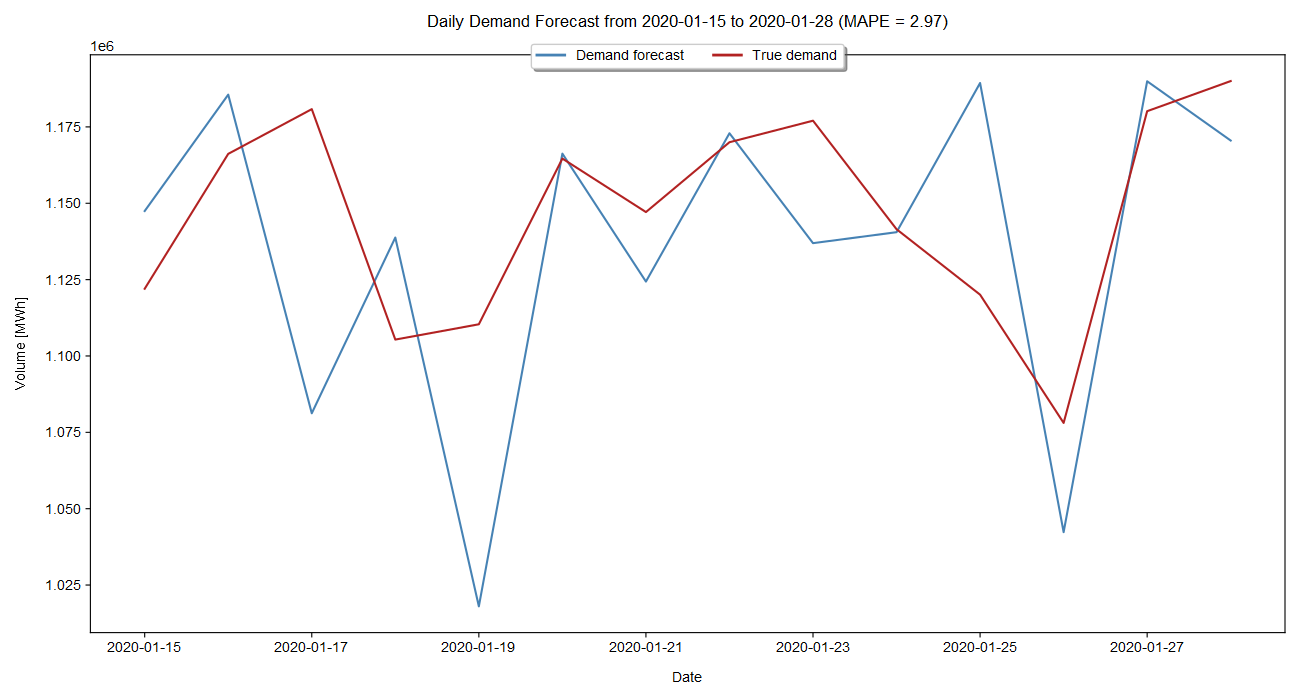 Daily Demand Forecast from 2020-01-15 to 2020-01-28 (MAPE = 2.97)
1e6
Demand forecast
True demand
1.175
1.150
1.125
1.100
1.075
1.050
1.025
Volume [MWh]
2020-01-15
2020-01-17
2020-01-19
2020-01-21
2020-01-23
2020-01-25
2020-01-27
Date